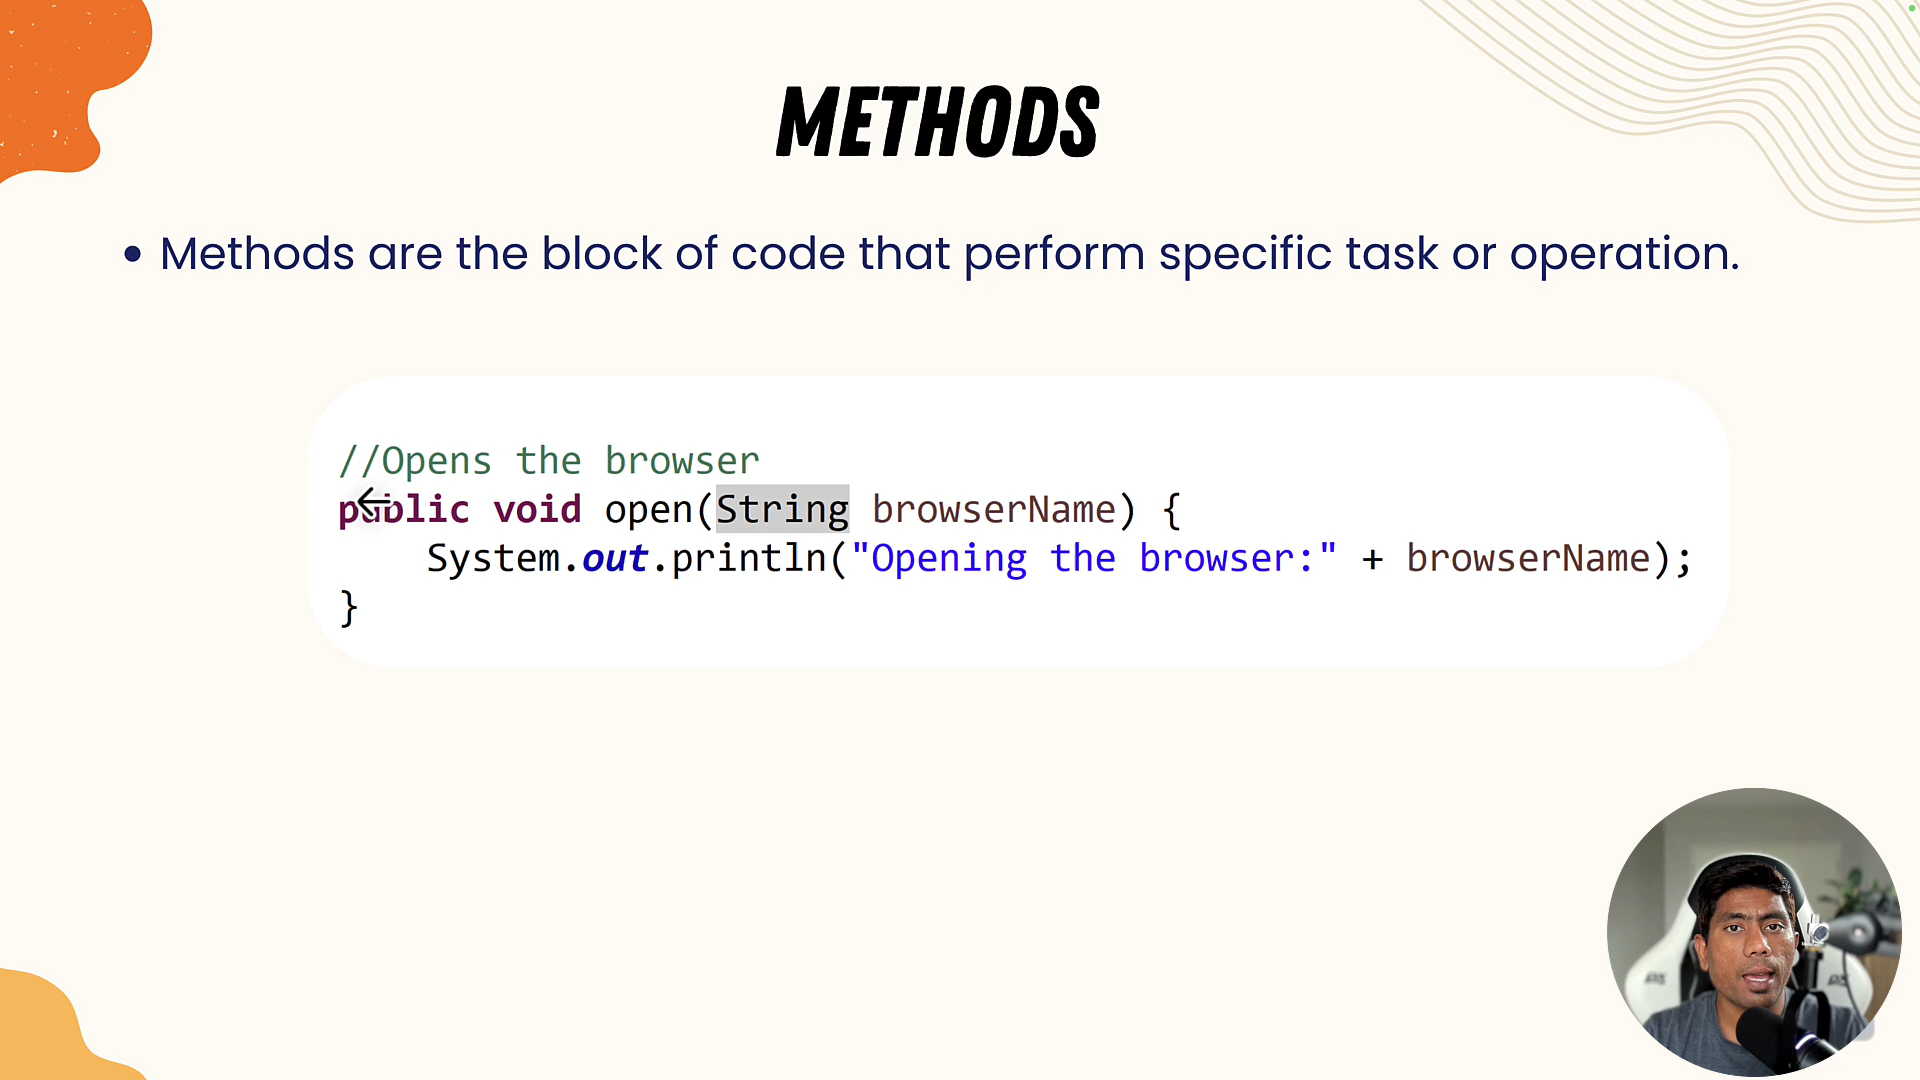 METHODS
• Methods are the block of code that perform specific task or operation.
//Opens the browser
public void open(String browserName) {
    System.out.println("Opening the browser:" + browserName);
}